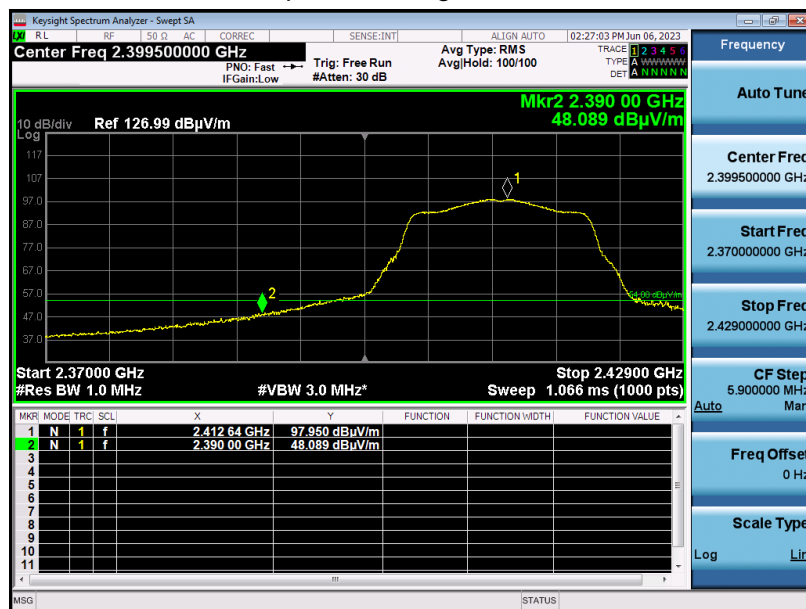 Keysight Spectrum Analyzer - Swept SA
LXI RL RF 50 Ω AC CORREC SENSE:INT ALIGN AUTO 02:27:03 PM Jun 06, 2023
Center Freq 2.399500000 GHz
PNO: Fast
IFGain:Low
Trig: Free Run
#Atten: 30 dB
Avg Type: RMS
Avg|Hold: 100/100
TRACE 1 2 3 4 5 6
TYPE A WWWWW
DET A N N N N N
Mkr2 2.390 00 GHz
48.089 dBµV/m
10 dB/div Ref 126.99 dBµV/m
Log
117
107
97.0
87.0
77.0
67.0
57.0
47.0
37.0
1
2
54.00 dBµV/m
Start 2.37000 GHz Stop 2.42900 GHz
#Res BW 1.0 MHz #VBW 3.0 MHz* Sweep 1.066 ms (1000 pts)
MKR MODE TRC SCL X Y FUNCTION FUNCTION WIDTH FUNCTION VALUE
1 N 1 f 2.412 64 GHz 97.950 dBµV/m
2 N 1 f 2.390 00 GHz 48.089 dBµV/m
3
4
5
6
7
8
9
10
11
MSG STATUS
Frequency
Auto Tune
Center Freq
2.399500000 GHz
Start Freq
2.370000000 GHz
Stop Freq
2.429000000 GHz
CF Step
5.900000 MHz
Auto Man
Freq Offset
0 Hz
Scale Type
Log Lin